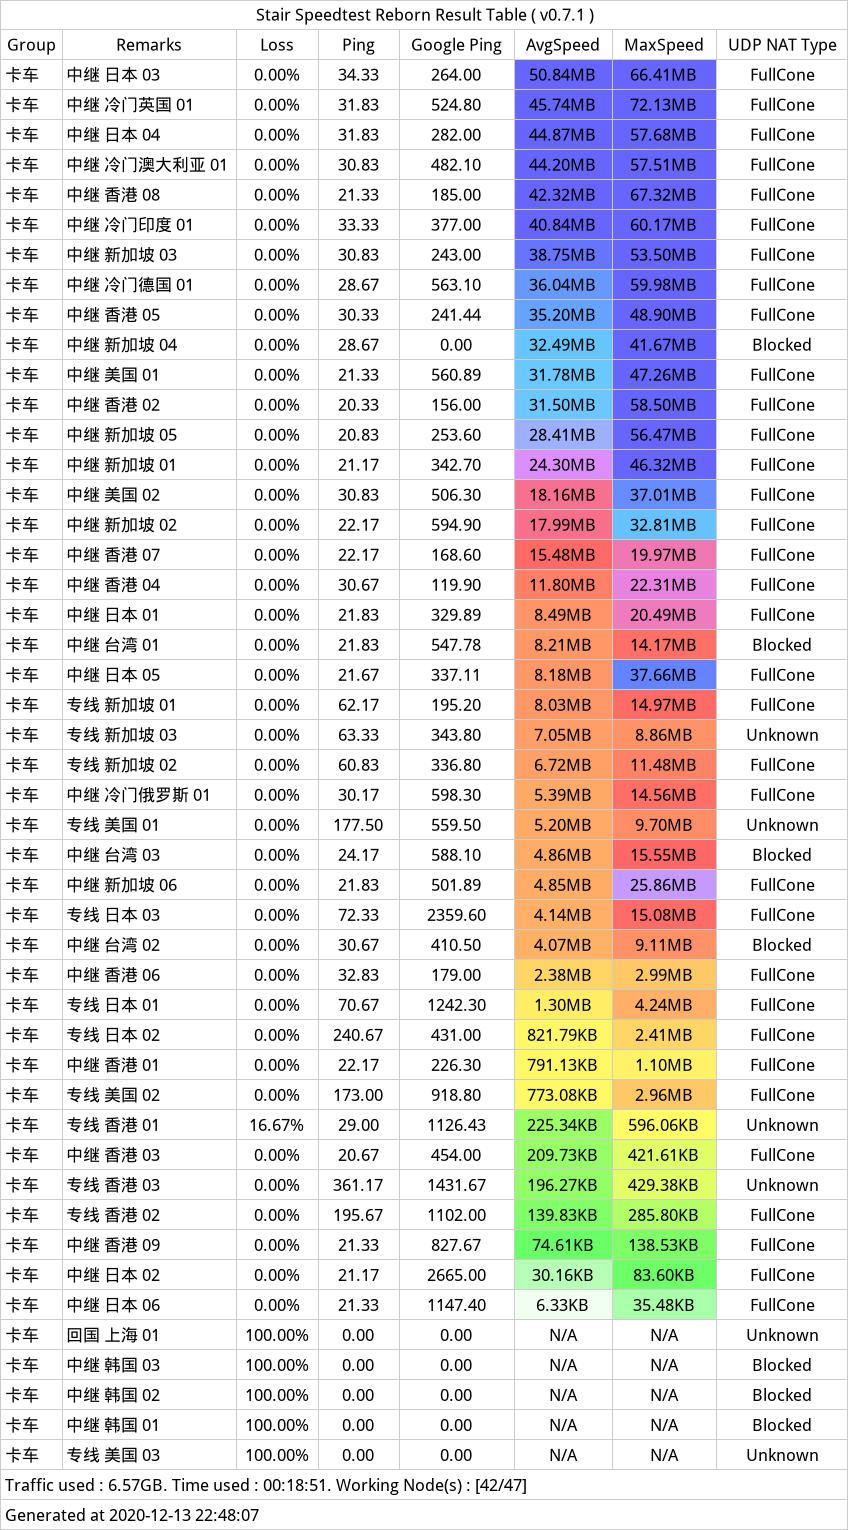 Stair Speedtest Reborn Result Table ( v0.7.1 )
Group Remarks Loss Ping Google Ping AvgSpeed MaxSpeed UDP NAT Type
卡车 中继 日本 03 0.00% 34.33 264.00 50.84MB 66.41MB FullCone
卡车 中继 冷门英国 01 0.00% 31.83 524.80 45.74MB 72.13MB FullCone
卡车 中继 日本 04 0.00% 31.83 282.00 44.87MB 57.68MB FullCone
卡车 中继 冷门澳大利亚 01 0.00% 30.83 482.10 44.20MB 57.51MB FullCone
卡车 中继 香港 08 0.00% 21.33 185.00 42.32MB 67.32MB FullCone
卡车 中继 冷门印度 01 0.00% 33.33 377.00 40.84MB 60.17MB FullCone
卡车 中继 新加坡 03 0.00% 30.83 243.00 38.75MB 53.50MB FullCone
卡车 中继 冷门德国 01 0.00% 28.67 563.10 36.04MB 59.98MB FullCone
卡车 中继 香港 05 0.00% 30.33 241.44 35.20MB 48.90MB FullCone
卡车 中继 新加坡 04 0.00% 28.67 0.00 32.49MB 41.67MB Blocked
卡车 中继 美国 01 0.00% 21.33 560.89 31.78MB 47.26MB FullCone
卡车 中继 香港 02 0.00% 20.33 156.00 31.50MB 58.50MB FullCone
卡车 中继 新加坡 05 0.00% 20.83 253.60 28.41MB 56.47MB FullCone
卡车 中继 新加坡 01 0.00% 21.17 342.70 24.30MB 46.32MB FullCone
卡车 中继 美国 02 0.00% 30.83 506.30 18.16MB 37.01MB FullCone
卡车 中继 新加坡 02 0.00% 22.17 594.90 17.99MB 32.81MB FullCone
卡车 中继 香港 07 0.00% 22.17 168.60 15.48MB 19.97MB FullCone
卡车 中继 香港 04 0.00% 30.67 119.90 11.80MB 22.31MB FullCone
卡车 中继 日本 01 0.00% 21.83 329.89 8.49MB 20.49MB FullCone
卡车 中继 台湾 01 0.00% 21.83 547.78 8.21MB 14.17MB Blocked
卡车 中继 日本 05 0.00% 21.67 337.11 8.18MB 37.66MB FullCone
卡车 专线 新加坡 01 0.00% 62.17 195.20 8.03MB 14.97MB FullCone
卡车 专线 新加坡 03 0.00% 63.33 343.80 7.05MB 8.86MB Unknown
卡车 专线 新加坡 02 0.00% 60.83 336.80 6.72MB 11.48MB FullCone
卡车 中继 冷门俄罗斯 01 0.00% 30.17 598.30 5.39MB 14.56MB FullCone
卡车 专线 美国 01 0.00% 177.50 559.50 5.20MB 9.70MB Unknown
卡车 中继 台湾 03 0.00% 24.17 588.10 4.86MB 15.55MB Blocked
卡车 中继 新加坡 06 0.00% 21.83 501.89 4.85MB 25.86MB FullCone
卡车 专线 日本 03 0.00% 72.33 2359.60 4.14MB 15.08MB FullCone
卡车 中继 台湾 02 0.00% 30.67 410.50 4.07MB 9.11MB Blocked
卡车 中继 香港 06 0.00% 32.83 179.00 2.38MB 2.99MB FullCone
卡车 专线 日本 01 0.00% 70.67 1242.30 1.30MB 4.24MB FullCone
卡车 专线 日本 02 0.00% 240.67 431.00 821.79KB 2.41MB FullCone
卡车 中继 香港 01 0.00% 22.17 226.30 791.13KB 1.10MB FullCone
卡车 专线 美国 02 0.00% 173.00 918.80 773.08KB 2.96MB FullCone
卡车 专线 香港 01 16.67% 29.00 1126.43 225.34KB 596.06KB Unknown
卡车 中继 香港 03 0.00% 20.67 454.00 209.73KB 421.61KB FullCone
卡车 专线 香港 03 0.00% 361.17 1431.67 196.27KB 429.38KB Unknown
卡车 专线 香港 02 0.00% 195.67 1102.00 139.83KB 285.80KB FullCone
卡车 中继 香港 09 0.00% 21.33 827.67 74.61KB 138.53KB FullCone
卡车 中继 日本 02 0.00% 21.17 2665.00 30.16KB 83.60KB FullCone
卡车 中继 日本 06 0.00% 21.33 1147.40 6.33KB 35.48KB FullCone
卡车 回国 上海 01 100.00% 0.00 0.00 N/A N/A Unknown
卡车 中继 韩国 03 100.00% 0.00 0.00 N/A N/A Blocked
卡车 中继 韩国 02 100.00% 0.00 0.00 N/A N/A Blocked
卡车 中继 韩国 01 100.00% 0.00 0.00 N/A N/A Blocked
卡车 专线 美国 03 100.00% 0.00 0.00 N/A N/A Unknown
Traffic used : 6.57GB. Time used : 00:18:51. Working Node(s) : [42/47]
Generated at 2020-12-13 22:48:07